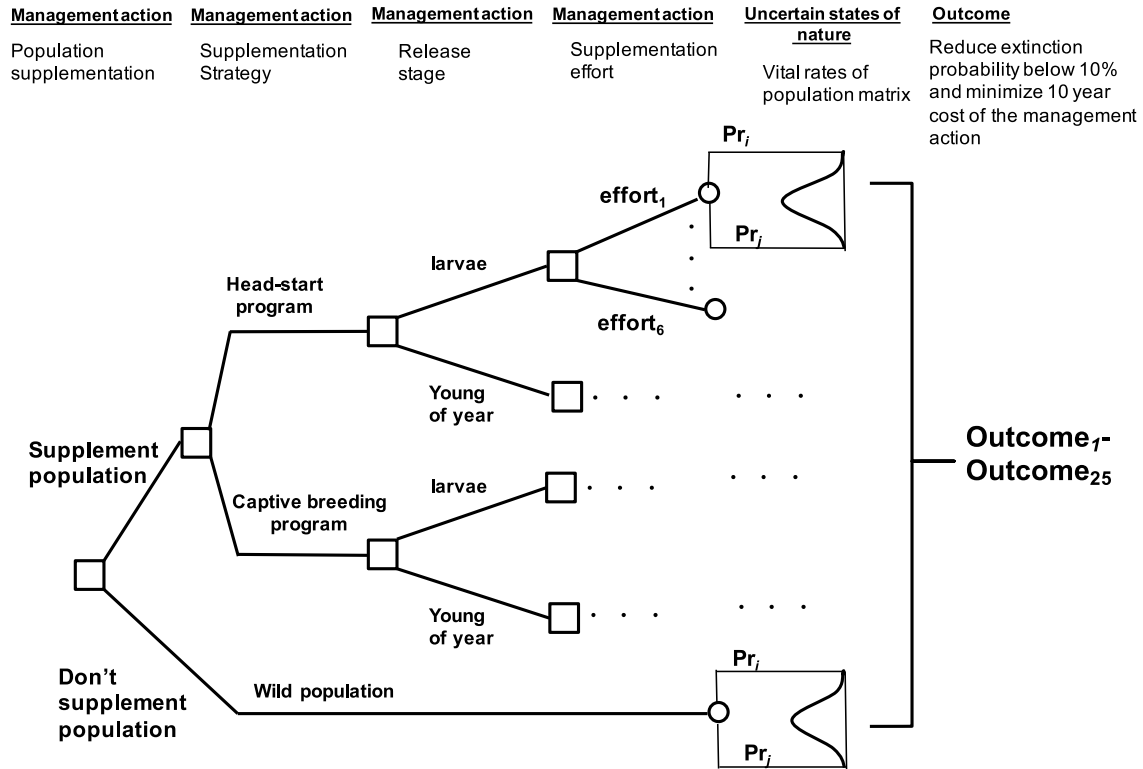 Management action
Population
supplementation
Management action
Supplementation
Strategy
Management action
Release
stage
Management action
Supplementation
effort
Uncertain states of
nature
Vital rates of
population matrix
Outcome
Reduce extinction
probability below 10%
and minimize 10 year
cost of the management
action
Pri
effort1
Prj
larvae
Head-start
program
effort6
Young
of year
Supplement
population
larvae
Captive breeding
program
Outcome1-
Outcome25
Young
of year
Don’t
supplement
population
Wild population
Pri
Prj